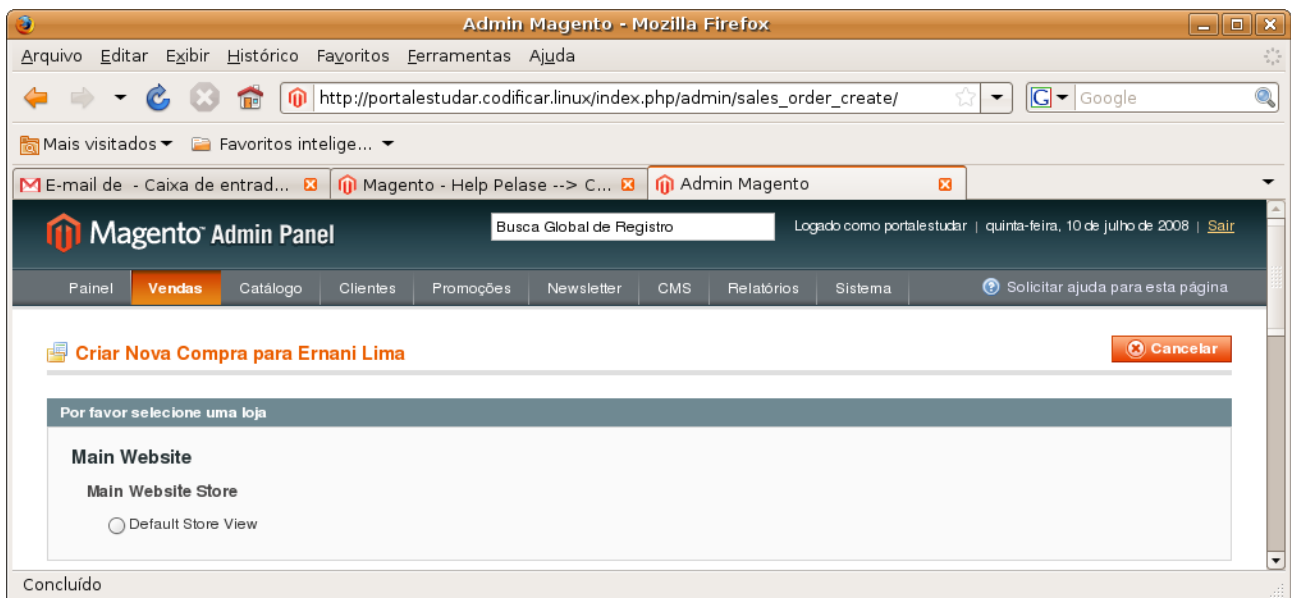 Admin Magento - Mozilla Firefox
Arquivo Editar Exibir Histórico Favoritos Ferramentas Ajuda
http://portalestudar.codificar.linux/index.php/admin/sales_order_create/ G Google
Mais visitados Favoritos intelige...
E-mail de - Caixa de entrad... Magento - Help Pelase --> C... Admin Magento
Magento Admin Panel Busca Global de Registro Logado como portalestudar | quinta-feira, 10 de julho de 2008 | Sair
Painel Vendas Catálogo Clientes Promoções Newsletter CMS Relatórios Sistema Solicitar ajuda para esta página
Criar Nova Compra para Ernani Lima Cancelar
Por favor selecione uma loja
Main Website
Main Website Store
Default Store View
Concluído